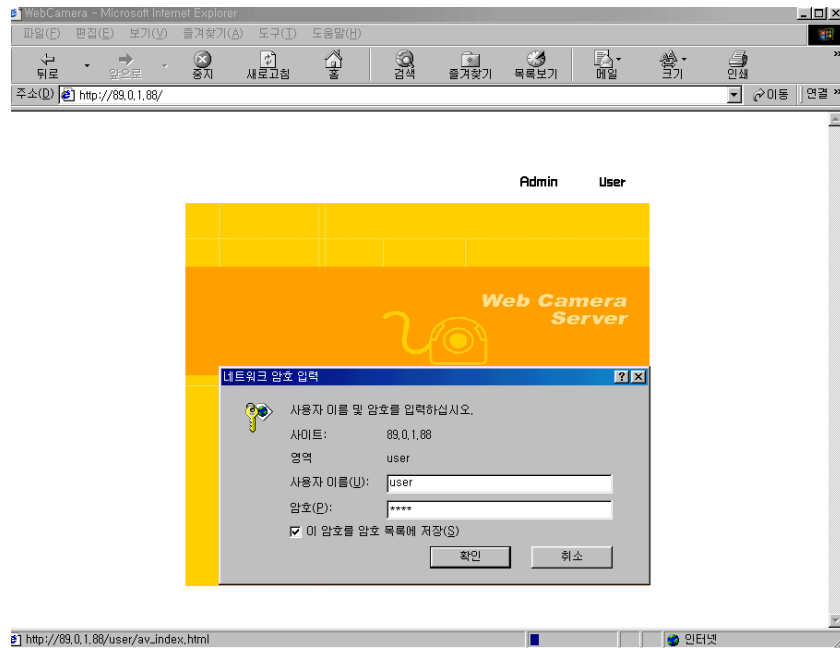 WebCamera - Microsoft Internet Explorer
파일(F) 편집(E) 보기(V) 즐겨찾기(A) 도구(T) 도움말(H)
뒤로 앞으로 중지 새로고침 홈 검색 즐겨찾기 목록보기 메일 크기 인쇄 »
주소(D) http://89.0.1.88/ 이동 연결 »
Admin User
Web Camera
Server
네트워크 암호 입력
사용자 이름 및 암호를 입력하십시오.
사이트: 89.0.1.88
영역 user
사용자 이름(U): user
암호(P): ****
이 암호를 암호 목록에 저장(S)
확인 취소
http://89.0.1.88/user/av_index.html 인터넷